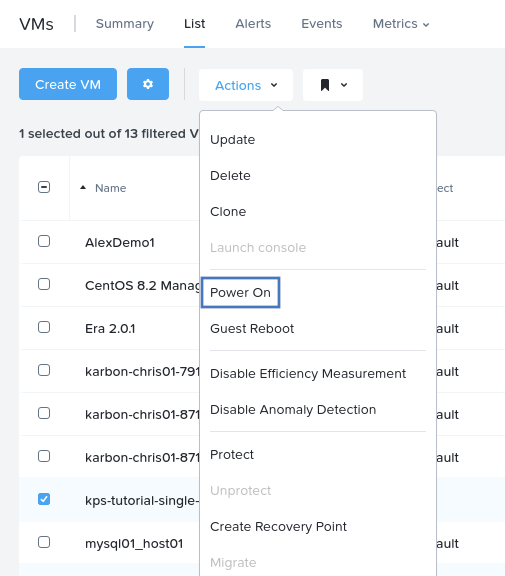 VMs Summary List Alerts Events Metrics
Create VM Actions
1 selected out of 13 filtered V
Name ect
Update
Delete
Clone
Launch console
Power On
Guest Reboot
Disable Efficiency Measurement
Disable Anomaly Detection
Protect
Unprotect
Create Recovery Point
Migrate
AlexDemo1 ault
CentOS 8.2 Manag ault
Era 2.0.1 ault
karbon-chris01-791 ault
karbon-chris01-871 ault
karbon-chris01-871 ault
kps-tutorial-single- ault
mysql01_host01 ault